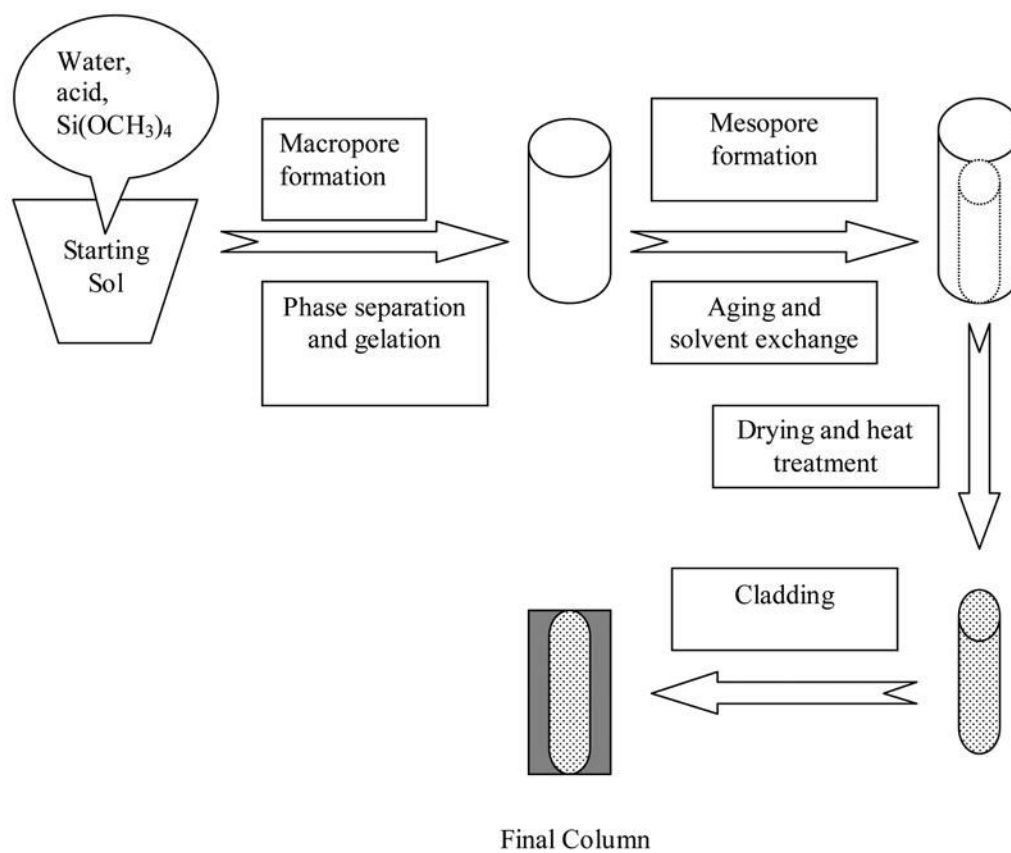 Water,
acid,
Si(OCH₃)₄
Starting
Sol
Macropore
formation
Phase separation
and gelation
Mesopore
formation
Aging and
solvent exchange
Drying and heat
treatment
Cladding
Final Column